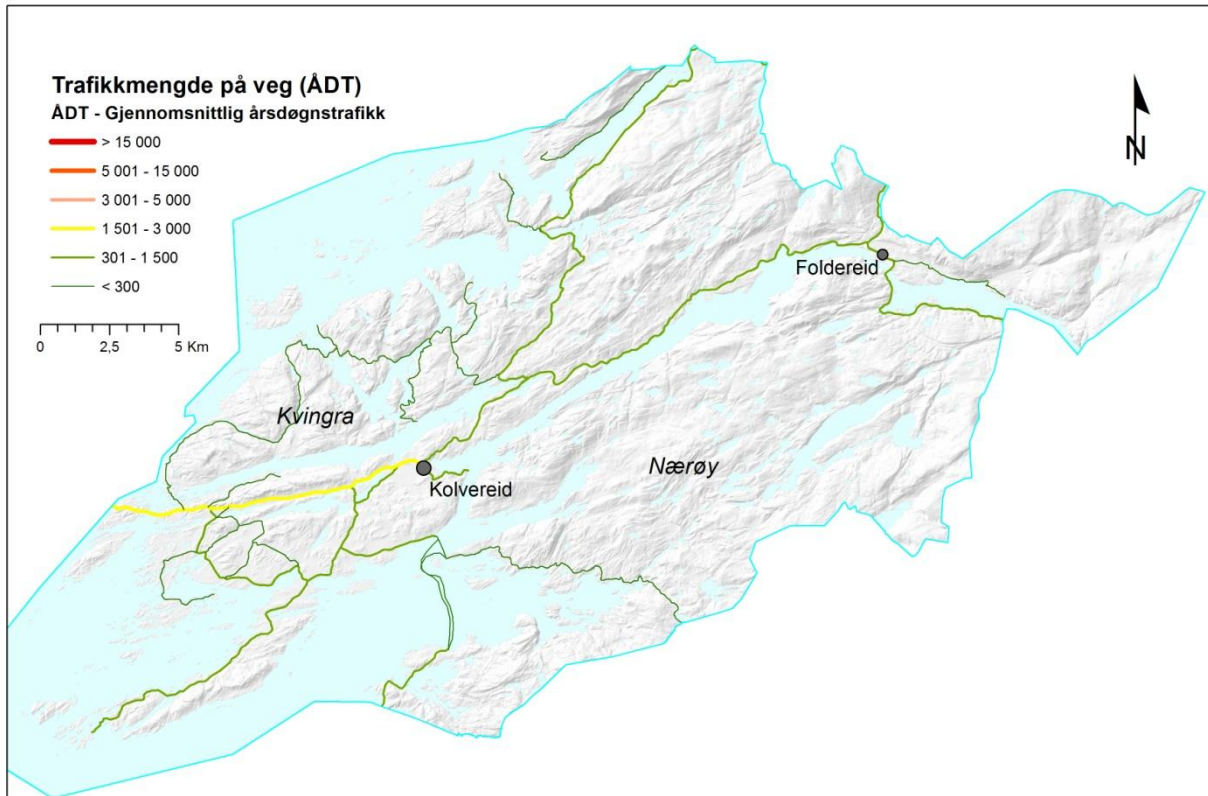 Trafikkmengde på veg (ÅDT)
ÅDT - Gjennomsnittlig årsdøgnstrafikk
> 15 000
5 001 - 15 000
3 001 - 5 000
1 501 - 3 000
301 - 1 500
< 300
0 2,5 5 Km
N
Foldereid
Kvingra
Nærøy
Kolvereid